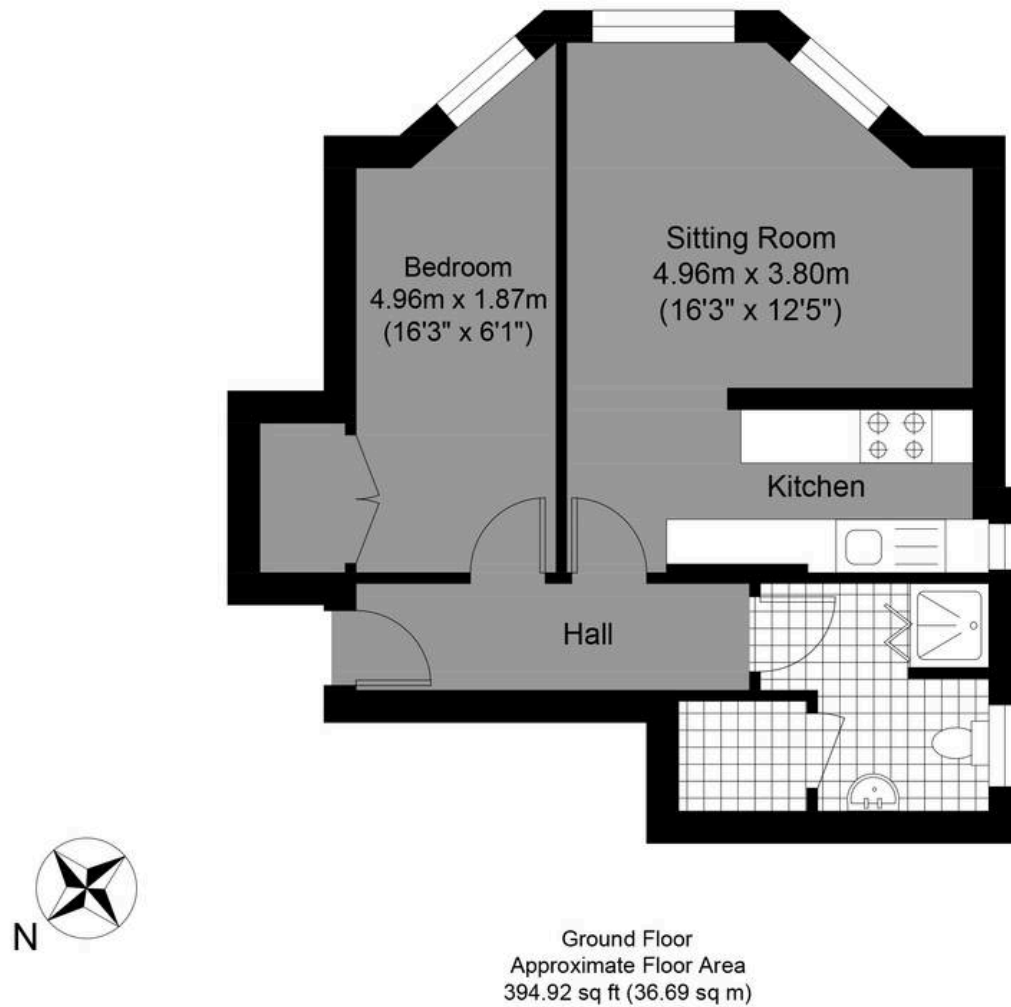 Sitting Room
4.96m x 3.80m
(16'3" x 12'5")
Bedroom
4.96m x 1.87m
(16'3" x 6'1")
Kitchen
Hall
N
Ground Floor
Approximate Floor Area
394.92 sq ft (36.69 sq m)